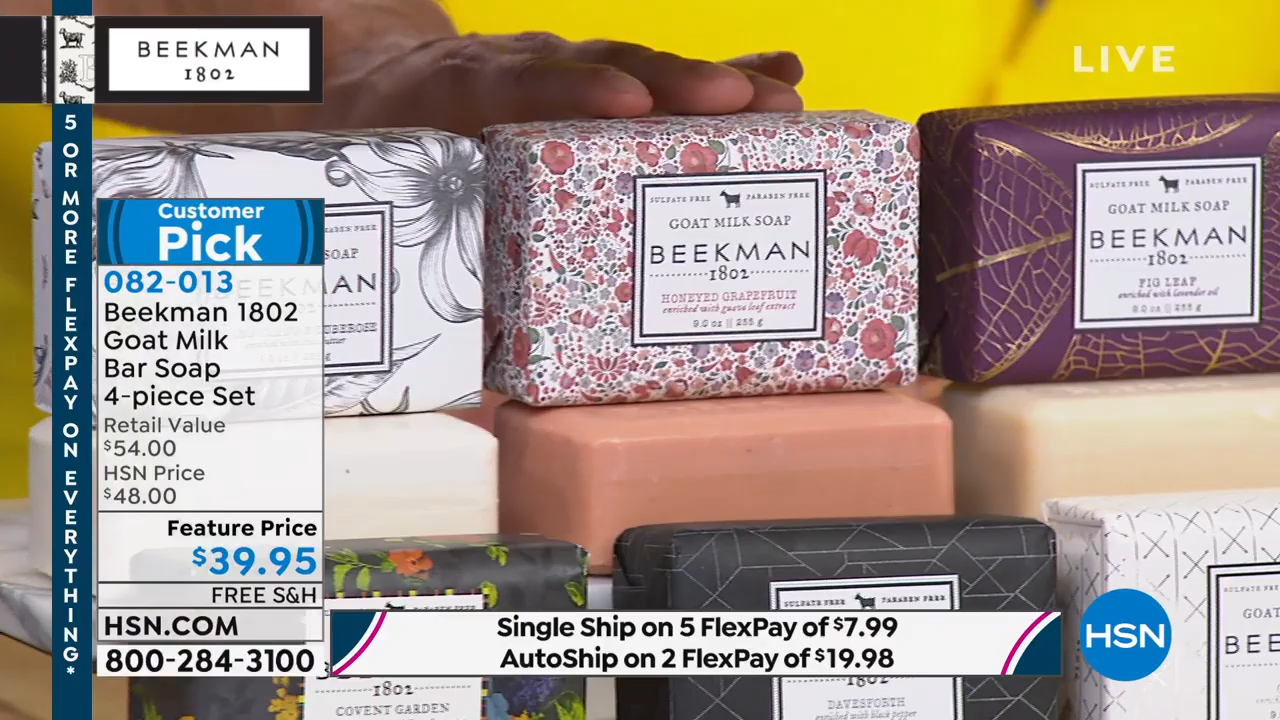 BEEKMAN
1802
LIVE
5 OR MORE FLEXPAY ON EVERYTHING*
Customer
Pick
082-013
Beekman 1802
Goat Milk
Bar Soap
4-piece Set
Retail Value
$54.00
HSN Price
$48.00
Feature Price
$39.95
FREE S&H
HSN.COM
800-284-3100
Single Ship on 5 FlexPay of $7.99
AutoShip on 2 FlexPay of $19.98
HSN
SOAP
TUBEROSE
SULFATE FREE PARABEN FREE
GOAT MILK SOAP
BEEKMAN
1802
HONEYED GRAPEFRUIT
enriched with guava leaf extract
9.0 oz || 255 g
SULFATE FREE PARABEN FREE
GOAT MILK SOAP
BEEKMAN
1802
FIG LEAF
enriched with lavender oil
9.0 oz || 255 g
1802
COVENT GARDEN
SULFATE FREE PARABEN FREE
1802
DAVESFORTH
enriched with black pepper